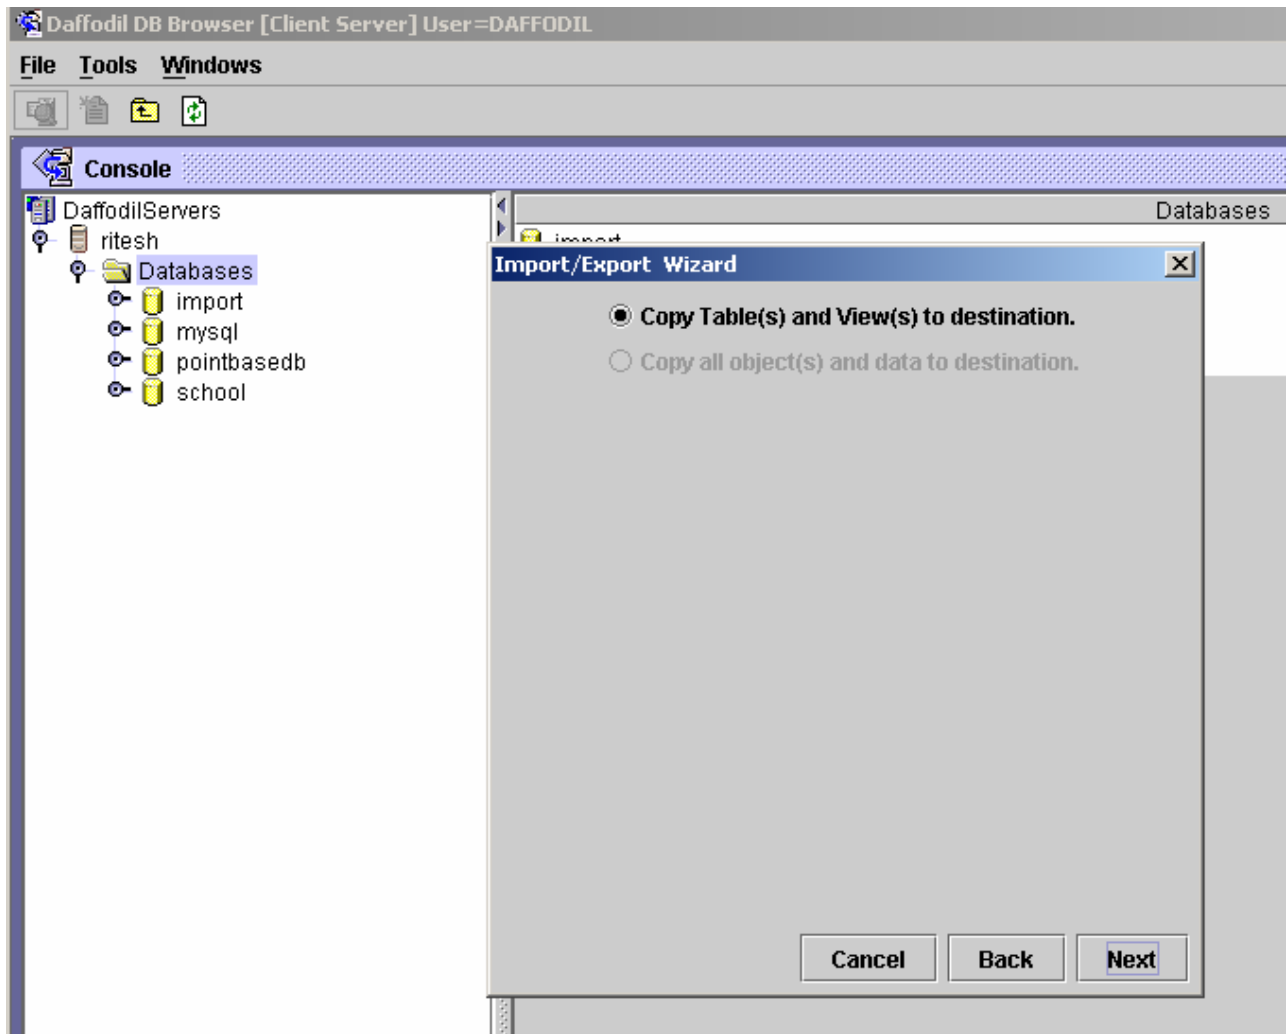 Daffodil DB Browser [Client Server] User=DAFFODIL
File Tools Windows
Console
DaffodilServers
ritesh
Databases
import
mysql
pointbasedb
school
Databases
import
Import/Export Wizard
Copy Table(s) and View(s) to destination.
Copy all object(s) and data to destination.
Cancel Back Next